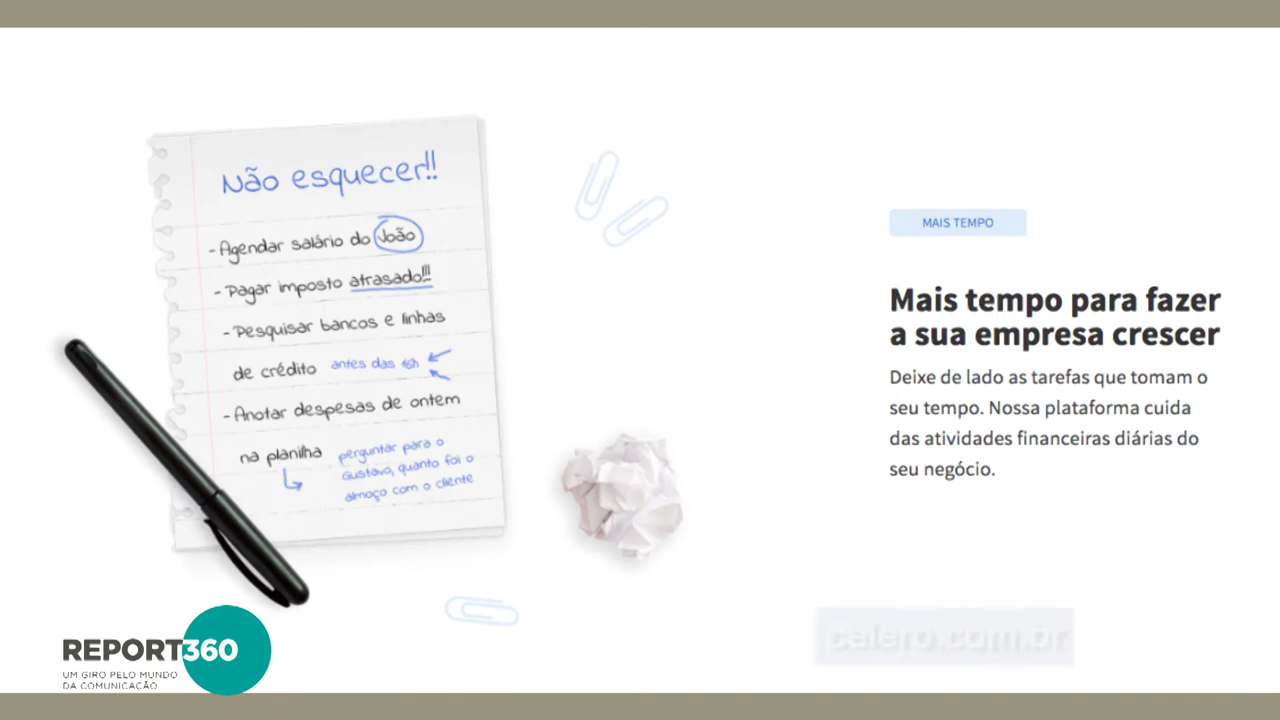 Não esquecer!!
- Agendar salário do João
- Pagar imposto atrasado!!!
- Pesquisar bancos e linhas
de crédito antes das 16h
- Anotar despesas de ontem
na planilha perguntar para o
Gustavo, quanto foi o
almoço com o cliente
MAIS TEMPO
Mais tempo para fazer
a sua empresa crescer
Deixe de lado as tarefas que tomam o
seu tempo. Nossa plataforma cuida
das atividades financeiras diárias do
seu negócio.
celero.com.br
REPORT360
UM GIRO PELO MUNDO
DA COMUNICAÇÃO